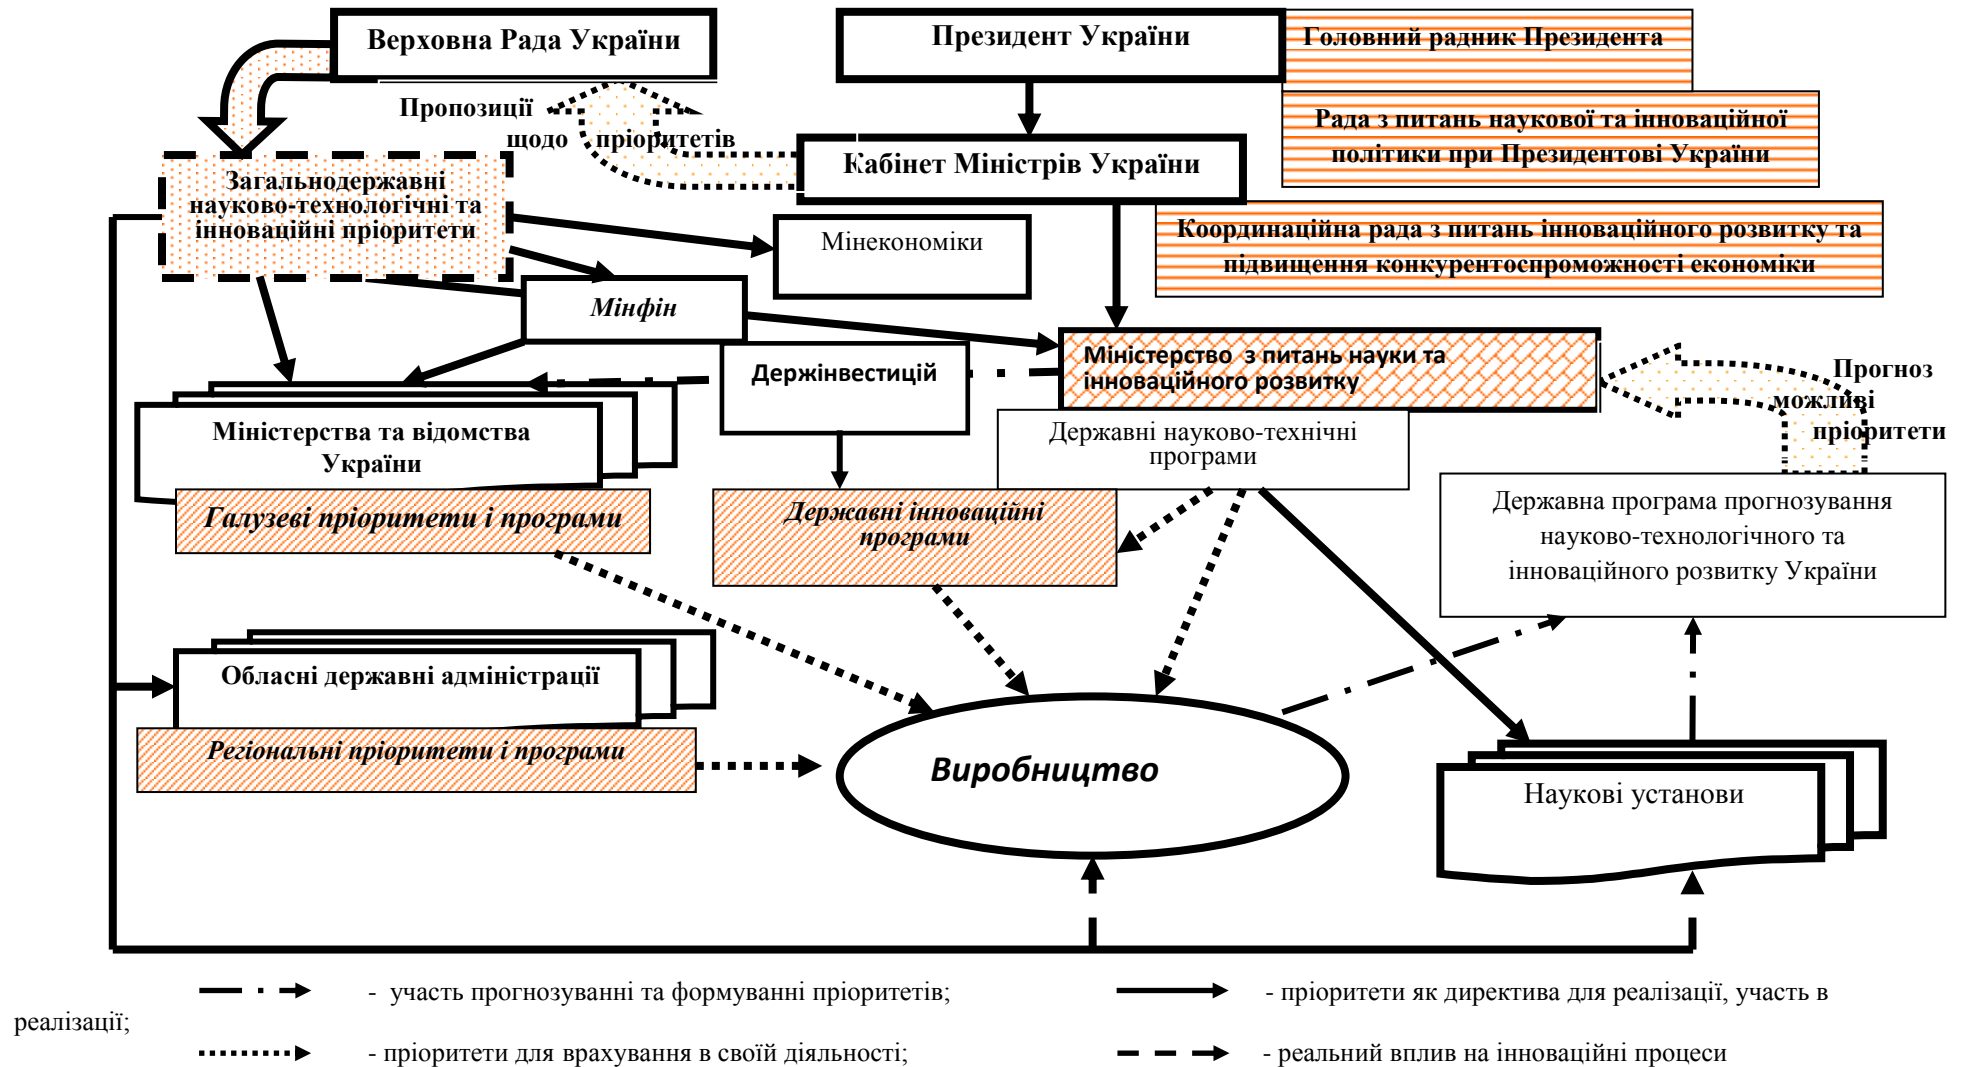 Верховна Рада України
Президент України
Головний радник Президента
Пропозиції
щодо пріоритетів
Рада з питань наукової та інноваційної
політики при Президентові України
Кабінет Міністрів України
Загальнодержавні
науково-технологічні та
інноваційні пріоритети
Мінекономіки
Координаційна рада з питань інноваційного розвитку та
підвищення конкурентоспроможності економіки
Мінфін
Держінвестицій
Міністерство з питань науки та
інноваційного розвитку
Прогноз
можливі
пріоритети
Міністерства та відомства
України
Державні науково-технічні
програми
Галузеві пріоритети і програми
Державні інноваційні
програми
Державна програма прогнозування
науково-технологічного та
інноваційного розвитку України
Обласні державні адміністрації
Регіональні пріоритети і програми
Виробництво
Наукові установи
- участь прогнозуванні та формуванні пріоритетів;
- пріоритети як директива для реалізації, участь в
реалізації;
- пріоритети для врахування в своїй діяльності;
- реальний вплив на інноваційні процеси